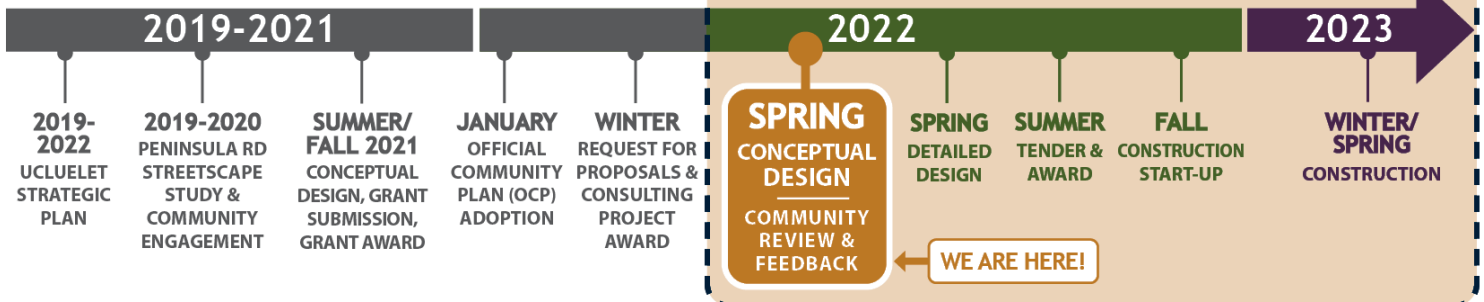 2019-2021
2022
2023
2019-
2022
UCLUELET
STRATEGIC
PLAN
2019-2020
PENINSULA RD
STREETSCAPE
STUDY &
COMMUNITY
ENGAGEMENT
SUMMER/
FALL 2021
CONCEPTUAL
DESIGN, GRANT
SUBMISSION,
GRANT AWARD
JANUARY
OFFICIAL
COMMUNITY
PLAN (OCP)
ADOPTION
WINTER
REQUEST FOR
PROPOSALS &
CONSULTING
PROJECT
AWARD
SPRING
CONCEPTUAL
DESIGN
COMMUNITY
REVIEW &
FEEDBACK
WE ARE HERE!
SPRING
DETAILED
DESIGN
SUMMER
TENDER &
AWARD
FALL
CONSTRUCTION
START-UP
WINTER/
SPRING
CONSTRUCTION